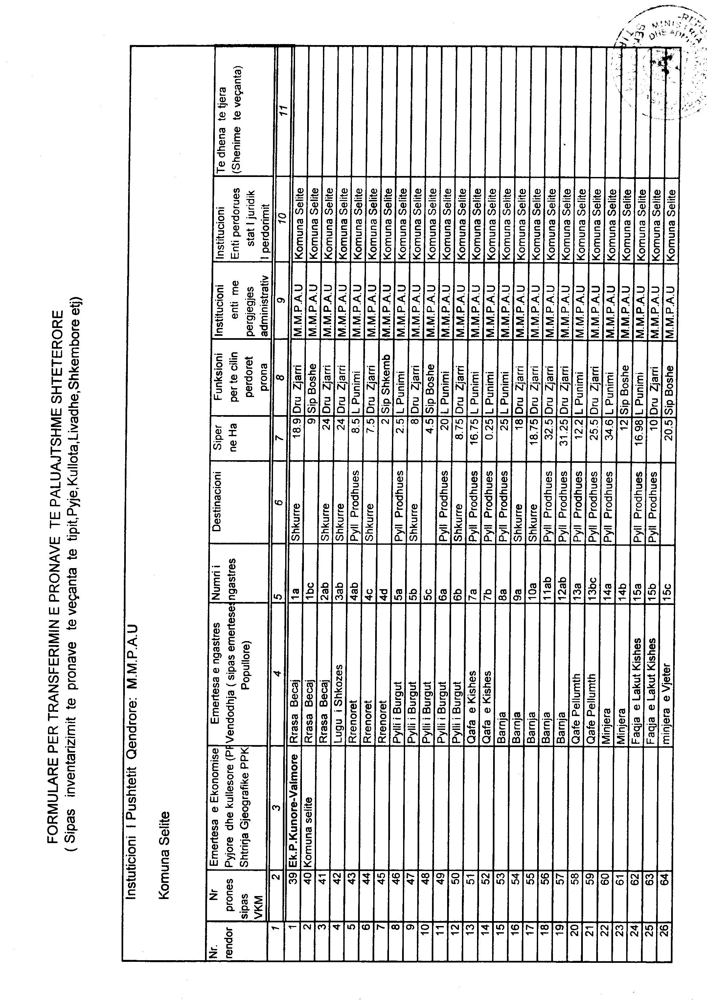 FORMULARE PER TRANSFERIMIN E PRONAVE TE PALUAJTSHME SHTETERORE
( Sipas inventarizimit te pronave te veçanta te tipit,Pyje,Kullota,Livadhe,Shkembore etj)
Instuticioni I Pushtetit Qendrore: M.M.P.A.U
Komuna Selite
Nr. rendor | Nr prones sipas VKM | Emertesa e Ekonomise Pyjore dhe kullesore (PP Shtrirja Gjeografike PPK | Emertesa e ngastres Vendodhja ( sipas emerteses Popullore) | Numri i ngastres | Destinacioni | Siper ne Ha | Funksioni per te cilin perdoret prona | Institucioni enti me pergjegjes administrativ | Institucioni Enti perdorues stat I juridik I perdorimit | Te dhena te tjera (Shenime te veçanta)
1 2 3 4 5 6 7 8 9 10 11
1 39 Ek.P.Kunore-Valmore Rrasa Becaj 1a Shkurre 18.9 Dru Zjarri M.M.P.A.U Komuna Selite
2 40 Komuna selite Rrasa Becaj 1bc 9 Sip Boshe M.M.P.A.U Komuna Selite
3 41 Rrasa Becaj 2ab Shkurre 24 Dru Zjarri M.M.P.A.U Komuna Selite
4 42 Lugu i Shkozes 3ab Shkurre 24 Dru Zjarri M.M.P.A.U Komuna Selite
5 43 Rrenoret 4ab Pyll Prodhues 8.5 L Punimi M.M.P.A.U Komuna Selite
6 44 Rrenoret 4c Shkurre 7.5 Dru Zjarri M.M.P.A.U Komuna Selite
7 45 Rrenoret 4d 2 Sip Shkemb M.M.P.A.U Komuna Selite
8 46 Pylli i Burgut 5a Pyll Prodhues 2.5 L Punimi M.M.P.A.U Komuna Selite
9 47 Pylli i Burgut 5b Shkurre 8 Dru Zjarri M.M.P.A.U Komuna Selite
10 48 Pylli i Burgut 5c 4.5 Sip Boshe M.M.P.A.U Komuna Selite
11 49 Pylli i Burgut 6a Pyll Prodhues 20 L Punimi M.M.P.A.U Komuna Selite
12 50 Pylli i Burgut 6b Shkurre 8.75 Dru Zjarri M.M.P.A.U Komuna Selite
13 51 Qafa e Kishes 7a Pyll Prodhues 16.75 L Punimi M.M.P.A.U Komuna Selite
14 52 Qafa e Kishes 7b Pyll Prodhues 0.25 L Punimi M.M.P.A.U Komuna Selite
15 53 Barnja 8a Pyll Prodhues 25 L Punimi M.M.P.A.U Komuna Selite
16 54 Barnja 9a Shkurre 18 Dru Zjarri M.M.P.A.U Komuna Selite
17 55 Barnja 10a Shkurre 18.75 Dru Zjarri M.M.P.A.U Komuna Selite
18 56 Barnja 11ab Pyll Prodhues 32.5 Dru Zjarri M.M.P.A.U Komuna Selite
19 57 Barnja 12ab Pyll Prodhues 31.25 Dru Zjarri M.M.P.A.U Komuna Selite
20 58 Qafe Pellumth 13a Pyll Prodhues 12.2 L Punimi M.M.P.A.U Komuna Selite
21 59 Qafe Pellumth 13bc Pyll Prodhues 25.5 Dru Zjarri M.M.P.A.U Komuna Selite
22 60 Minjera 14a Pyll Prodhues 34.6 L Punimi M.M.P.A.U Komuna Selite
23 61 Minjera 14b 12 Sip Boshe M.M.P.A.U Komuna Selite
24 62 Faqja e Lakut Kishes 15a Pyll Prodhues 16.98 L Punimi M.M.P.A.U Komuna Selite
25 63 Faqja e Lakut Kishes 15b Pyll Prodhues 10 Dru Zjarri M.M.P.A.U Komuna Selite
26 64 minjera e Vjeter 15c 20.5 Sip Boshe M.M.P.A.U Komuna Selite
MINISTRIA
DHE